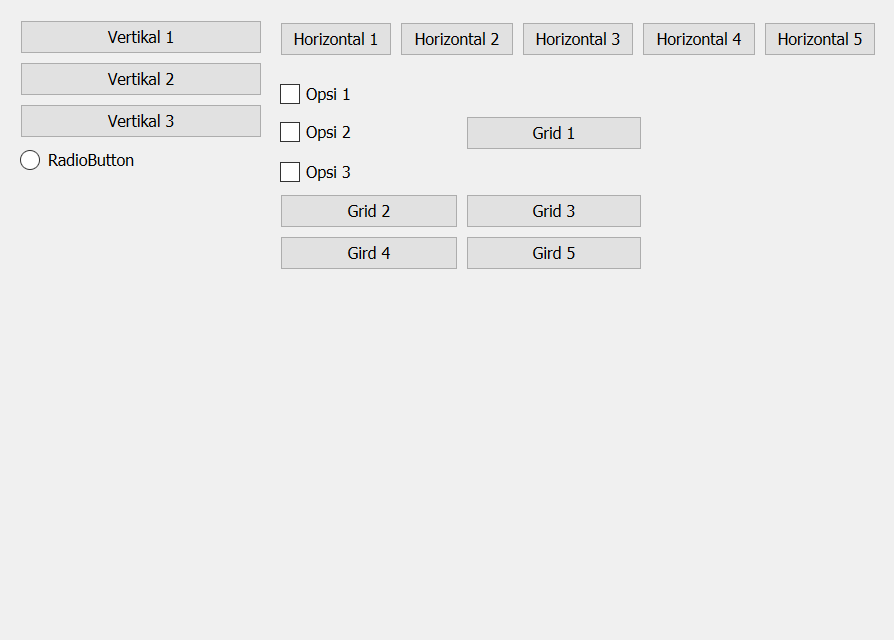 Vertikal 1
Vertikal 2
Vertikal 3
RadioButton
Horizontal 1 Horizontal 2 Horizontal 3 Horizontal 4 Horizontal 5
Opsi 1
Opsi 2 Grid 1
Opsi 3
Grid 2 Grid 3
Gird 4 Gird 5